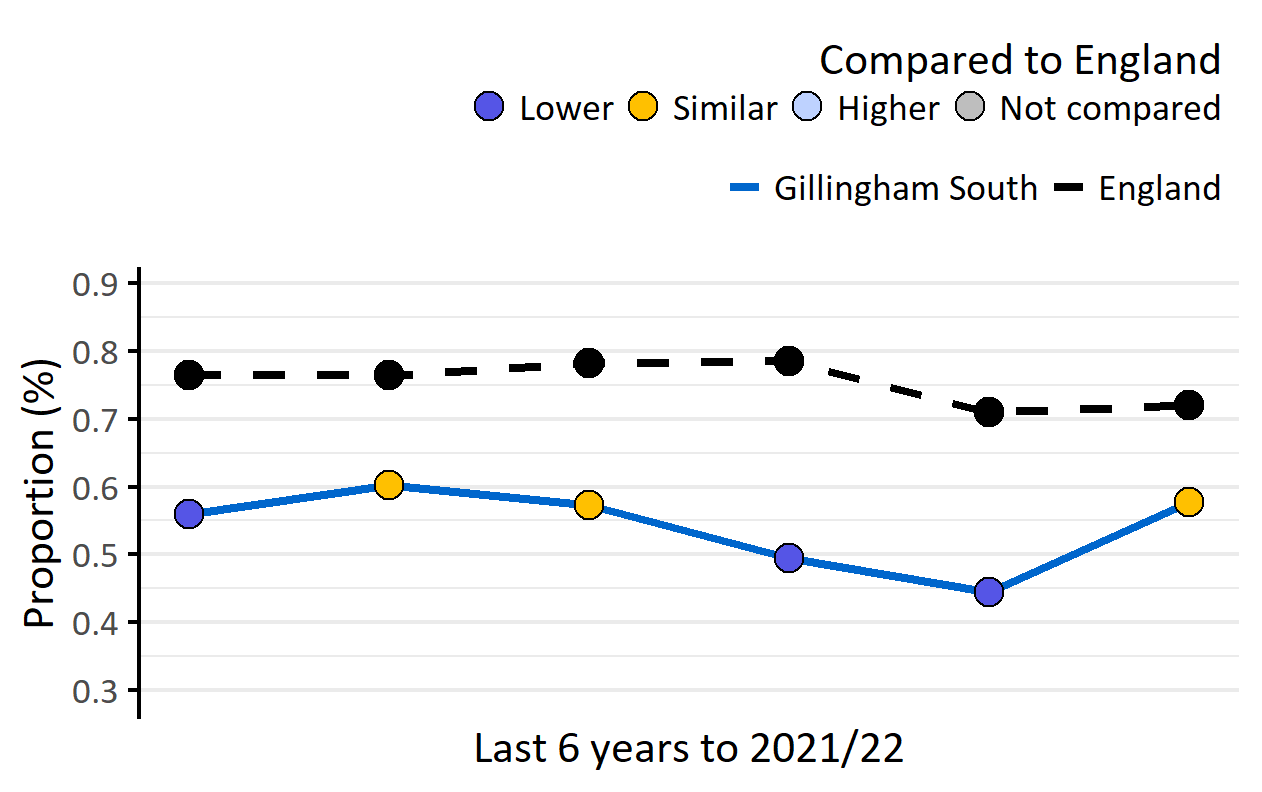 Compared to England
Lower Similar Higher Not compared
Gillingham South England
0.9
0.8
0.7
0.6
0.5
0.4
0.3
Proportion (%)
Last 6 years to 2021/22